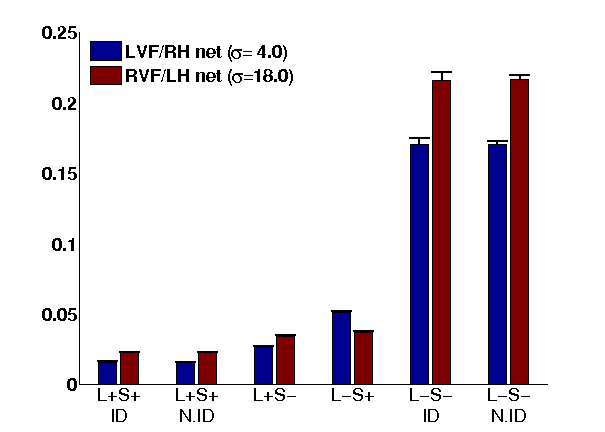 0.25
LVF/RH net (σ= 4.0)
RVF/LH net (σ=18.0)
0.2
0.15
0.1
0.05
0
L+S+ L+S+ L+S− L−S+ L−S− L−S−
ID N.ID ID N.ID